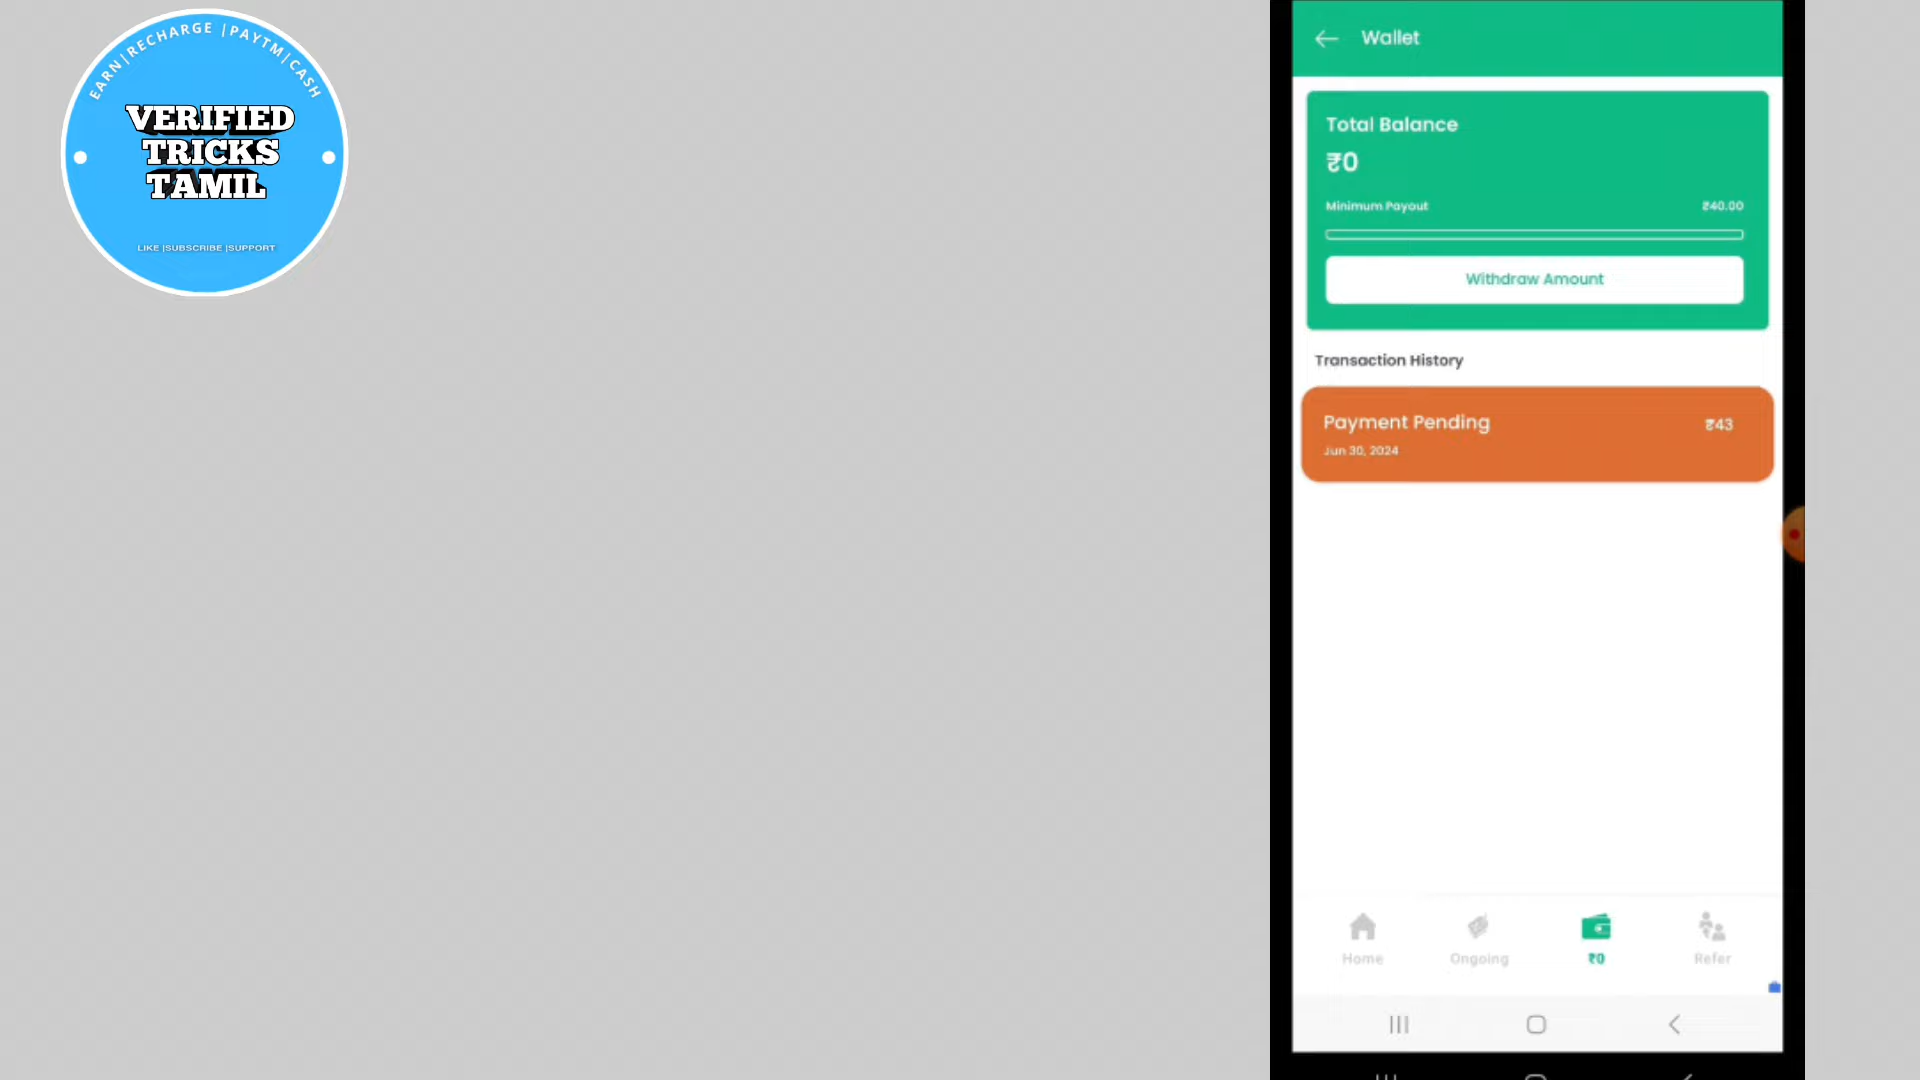 EARN|RECHARGE |PAYTM|CASH
VERIFIED
TRICKS
TAMIL
LIKE |SUBSCRIBE |SUPPORT
Wallet
Total Balance
₹0
Minimum Payout ₹40.00
Withdraw Amount
Transaction History
Payment Pending ₹43
Jun 30, 2024
Home Ongoing ₹0 Refer